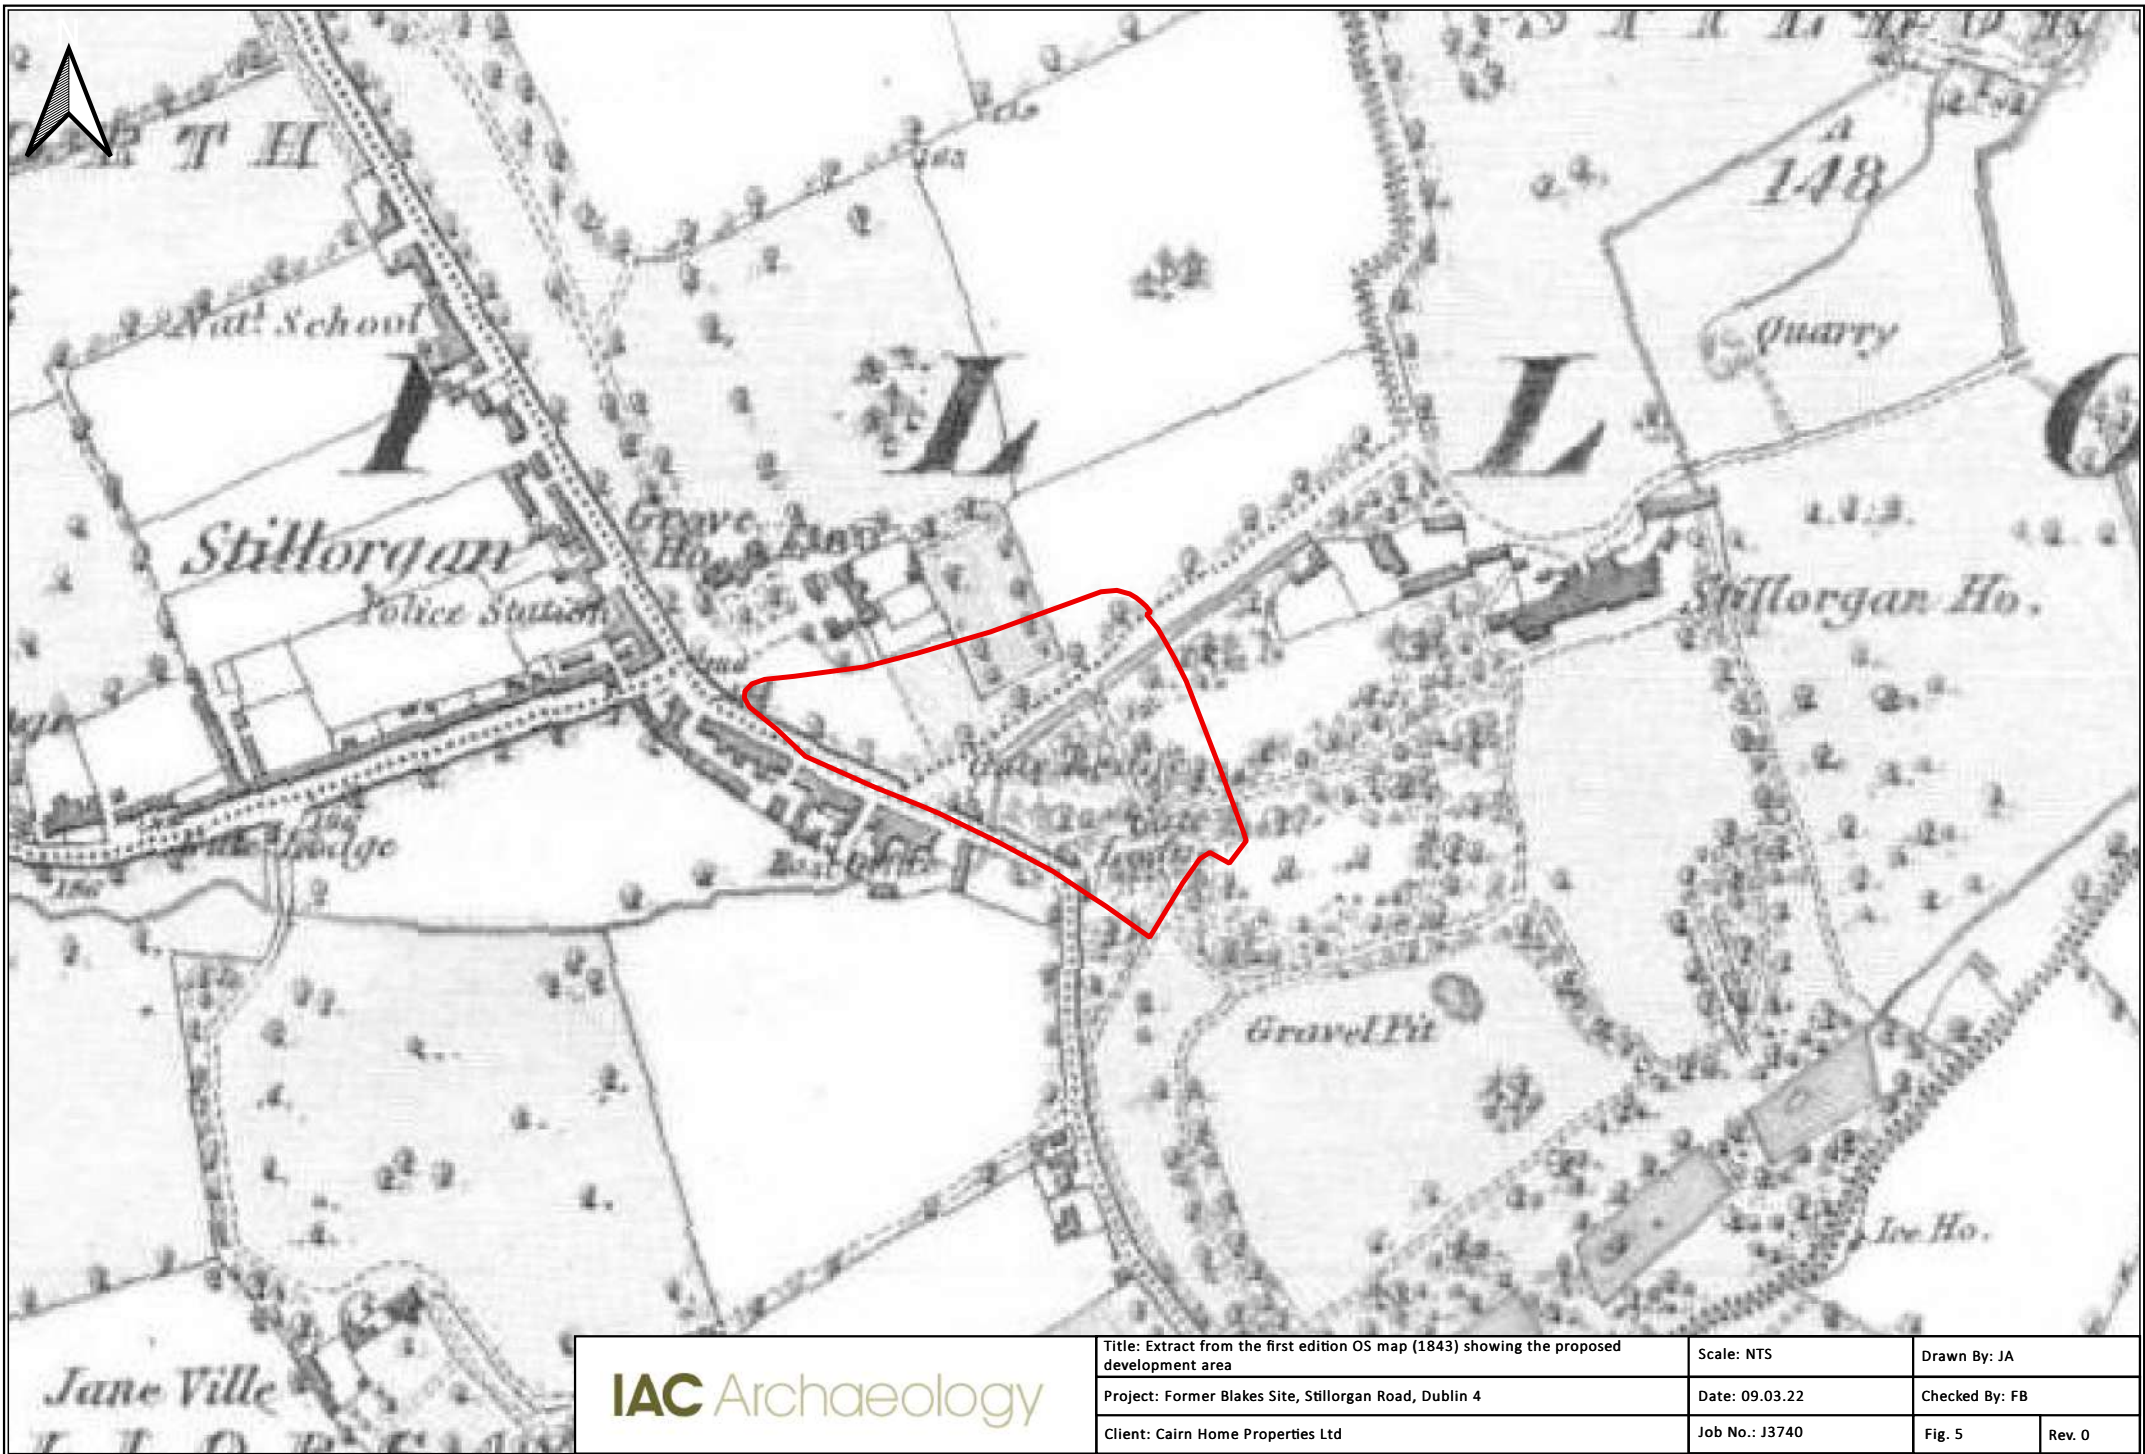 148
Nat.l School
Quarry
Stillorgan
Grove
Ho.
Police Station
Stillorgan Ho.
Gate
Lodge
Gravel Pit
Ice Ho.
Jane Ville
IAC Archaeology
Title: Extract from the first edition OS map (1843) showing the proposed
development area
Scale: NTS
Drawn By: JA
Project: Former Blakes Site, Stillorgan Road, Dublin 4
Date: 09.03.22
Checked By: FB
Client: Cairn Home Properties Ltd
Job No.: J3740
Fig. 5
Rev. 0